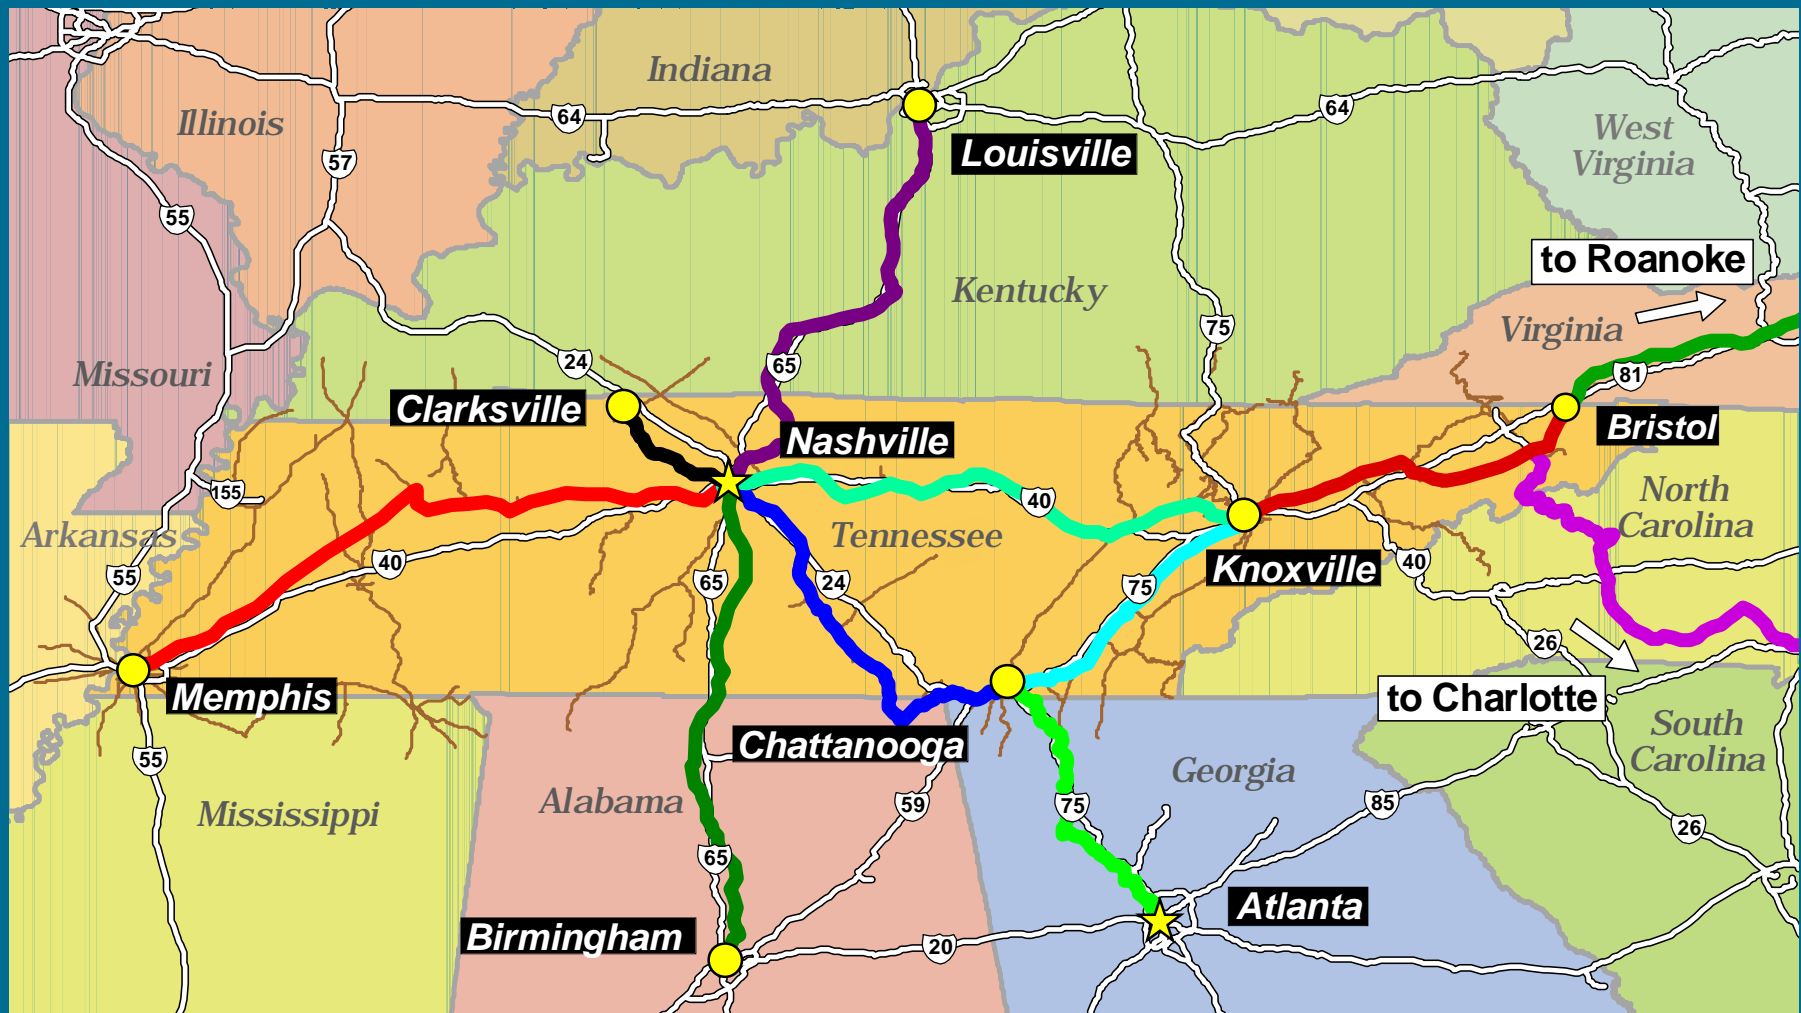 Indiana
Illinois
64
64
West
Virginia
Louisville
57
55
to Roanoke
Kentucky
Virginia
75
24
65
Missouri
81
Clarksville
Nashville
Bristol
155
40
North
Carolina
Arkansas
Tennessee
40
40
55
65
24
75
Knoxville
26
Memphis
to Charlotte
South
Carolina
Chattanooga
55
Georgia
Alabama
59
75
85
Mississippi
26
65
Atlanta
Birmingham
20